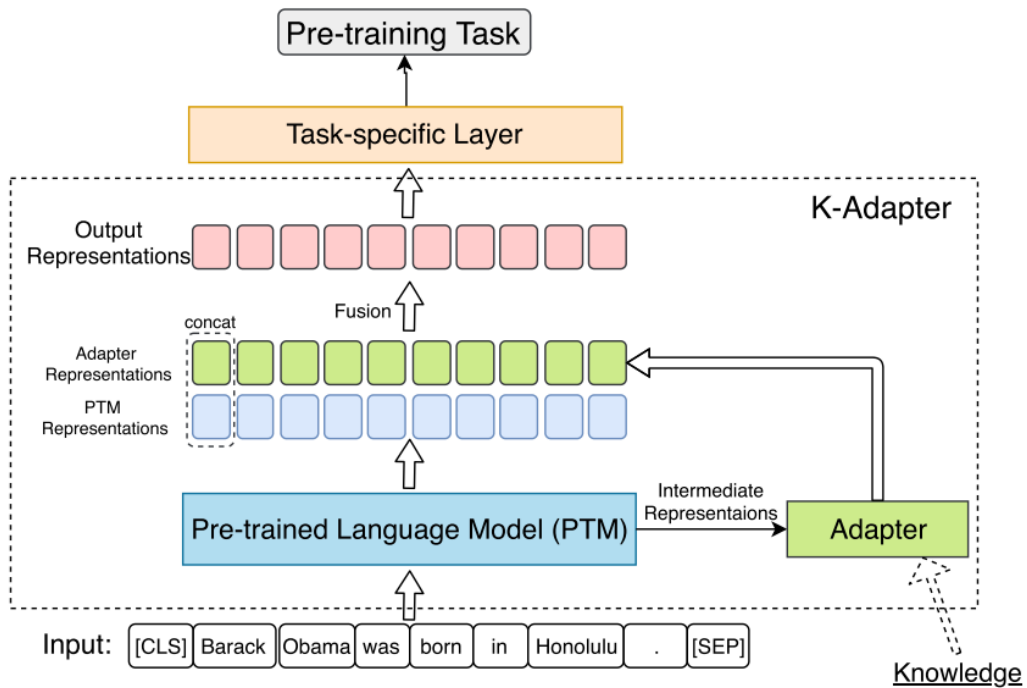 Pre-training Task
Task-specific Layer
K-Adapter
Output
Representations
Fusion
concat
Adapter
Representations
PTM
Representations
Intermediate
Representaions
Pre-trained Language Model (PTM)
Adapter
Input: [CLS] Barack Obama was born in Honolulu . [SEP]
Knowledge